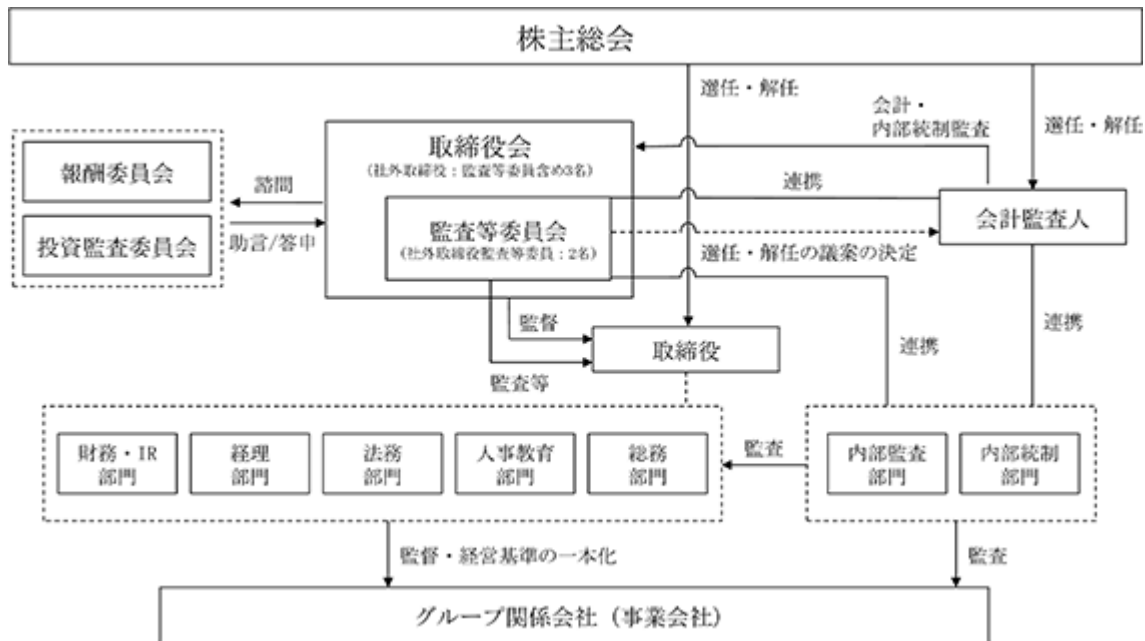 株主総会
選任・解任
会計・
内部統制監査
選任・解任
取締役会
(社外取締役：監査等委員含め3名)
報酬委員会
諮問
連携
会計監査人
投資監査委員会
助言/答申
監査等委員会
(社外取締役監査等委員：2名)
選任・解任の議案の決定
監督
取締役
連携
連携
監査等
財務・IR
部門
経理
部門
法務
部門
人事教育
部門
総務
部門
監査
内部監査
部門
内部統制
部門
監督・経営基準の一本化
監査
グループ関係会社（事業会社）